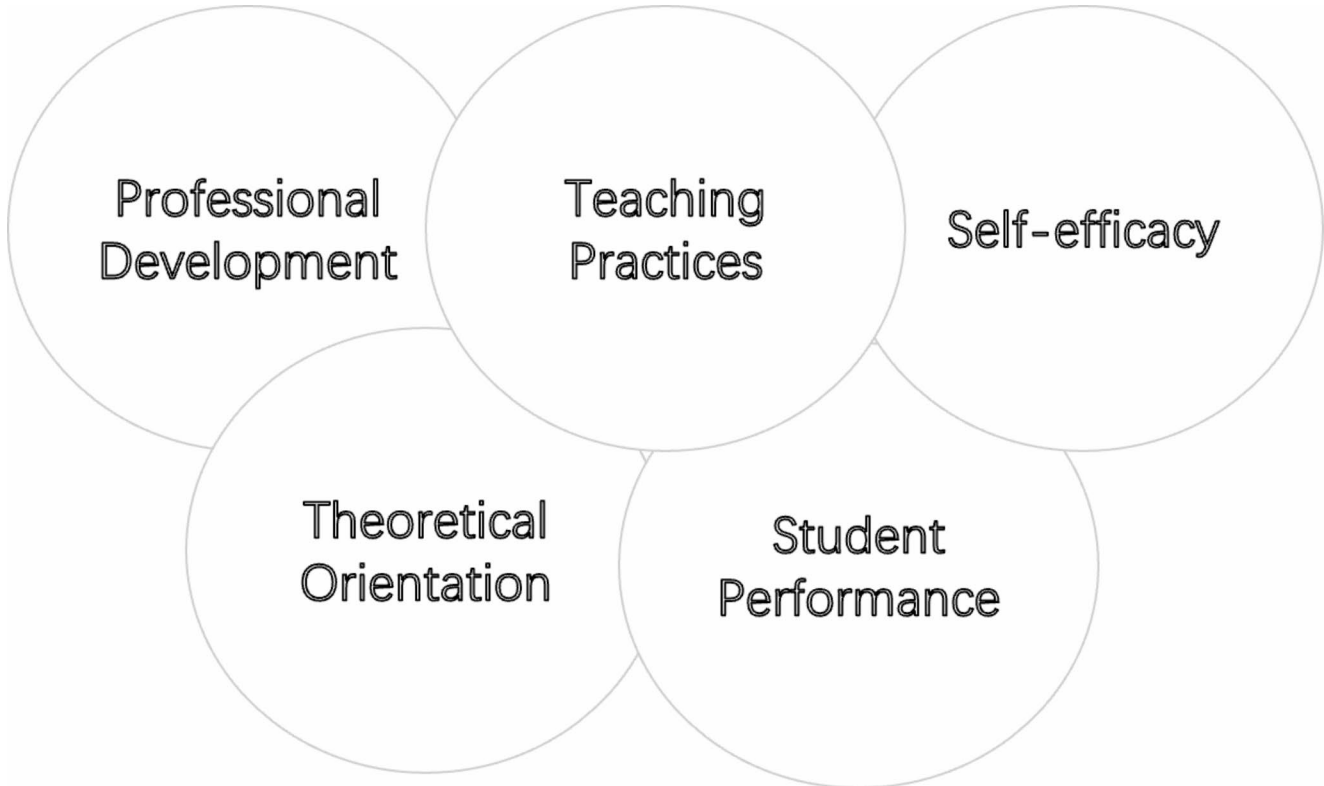 Professional
Development
Teaching
Practices
Self-efficacy
Theoretical
Orientation
Student
Performance